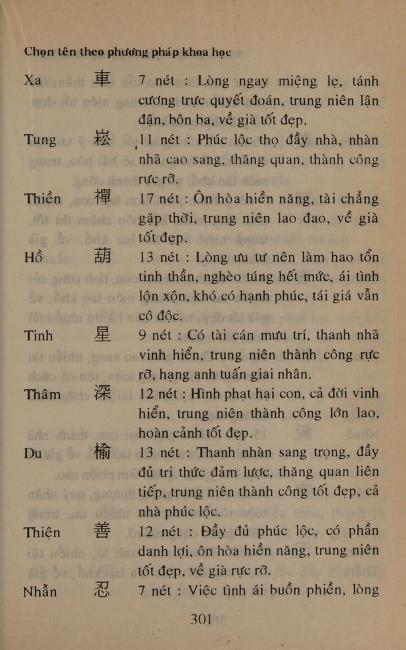 Chọn tên theo phương pháp khoa học
Xa 車 7 nét : Lòng ngay miệng lẹ, tánh
cương trực quyết đoán, trung niên lận
đận, bôn ba, về già tốt đẹp.
Tung 崧 11 nét : Phúc lộc thọ đầy nhà, nhàn
nhã cao sang, thăng quan, thành công
rực rỡ.
Thiền 禪 17 nét : Ôn hòa hiền năng, tài chẳng
gặp thời, trung niên lao đao, về già
tốt đẹp.
Hồ 葫 13 nét : Lòng ưu tư nên làm hao tổn
tinh thần, nghèo túng hết mức, ái tình
lộn xộn, khó có hạnh phúc, tái giá vẫn
cô độc.
Tinh 星 9 nét : Có tài cán mưu trí, thanh nhã
vinh hiển, trung niên thành công rực
rỡ, hạng anh tuấn giai nhân.
Thâm 深 12 nét : Hình phạt hại con, cả đời vinh
hiển, trung niên thành công lớn lao,
hoàn cảnh tốt đẹp.
Du 榆 13 nét : Thanh nhàn sang trọng, đầy
đủ tri thức đảm lược, thăng quan liên
tiếp, trung niên thành công tốt đẹp, cả
nhà phúc lộc.
Thiện 善 12 nét : Đầy đủ phúc lộc, có phần
danh lợi, ôn hòa hiền năng, trung niên
tốt đẹp, về già rực rỡ.
Nhẫn 忍 7 nét : Việc tình ái buồn phiền, lòng
301